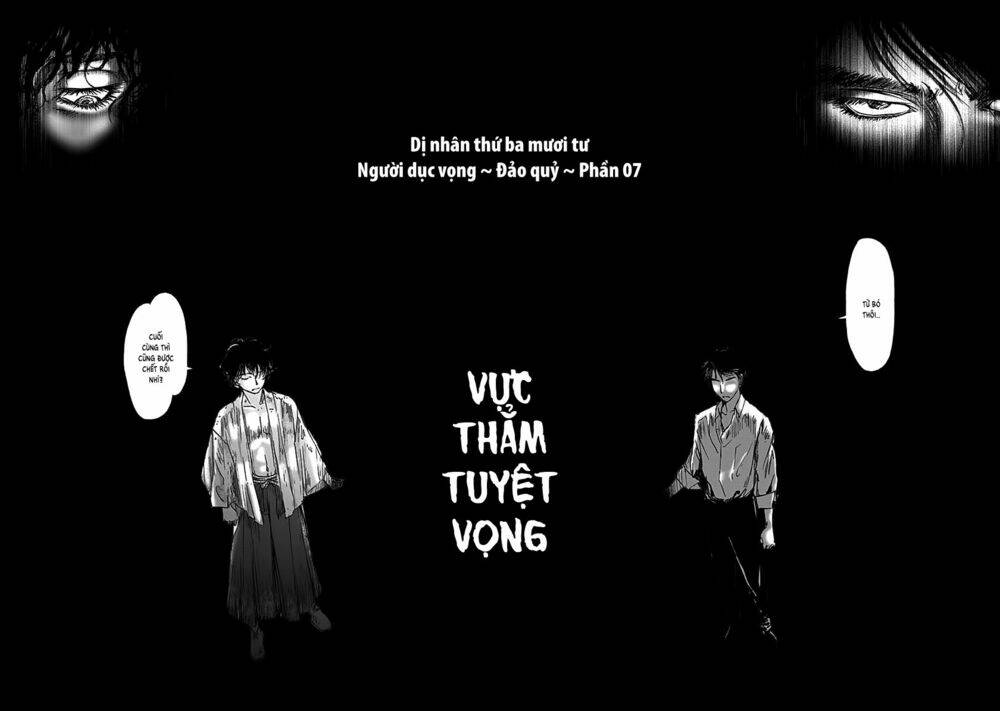 Dị nhân thứ ba mươi tư
Người dục vọng ~ Đảo quỷ ~ Phần 07
TỪ BỎ
THÔI..
CUỐI
CÙNG THÌ
CŨNG ĐƯỢC
CHẾT RỒI
NHỈ?
VỰC
THẲM
TUYỆT
VỌNG